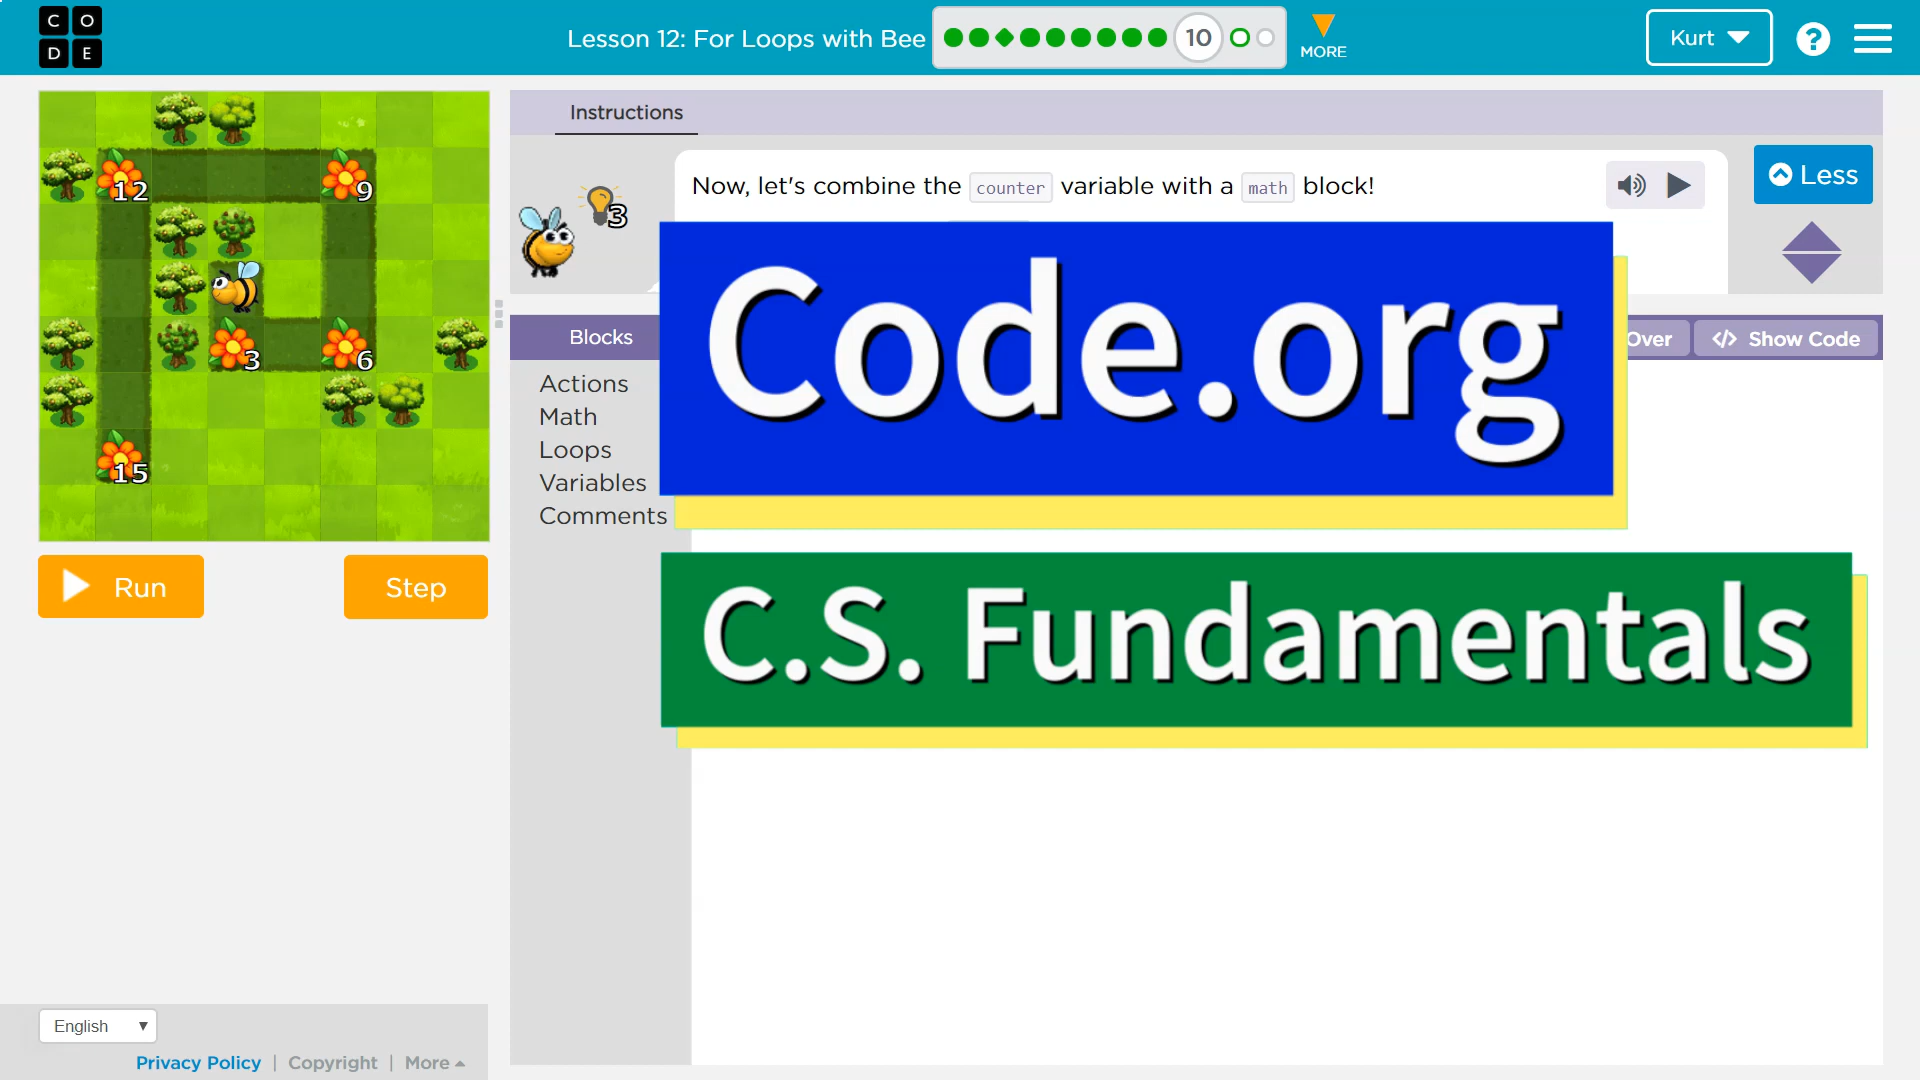 C O
D E
Lesson 12: For Loops with Bee
10
MORE
Kurt
?
Instructions
12
9
3
6
15
3
Now, let's combine the counter variable with a math block!
Less
Code.org
Blocks
Over
</> Show Code
Actions
Math
Loops
Variables
Comments
C.S. Fundamentals
Run
Step
English
Privacy Policy | Copyright | More